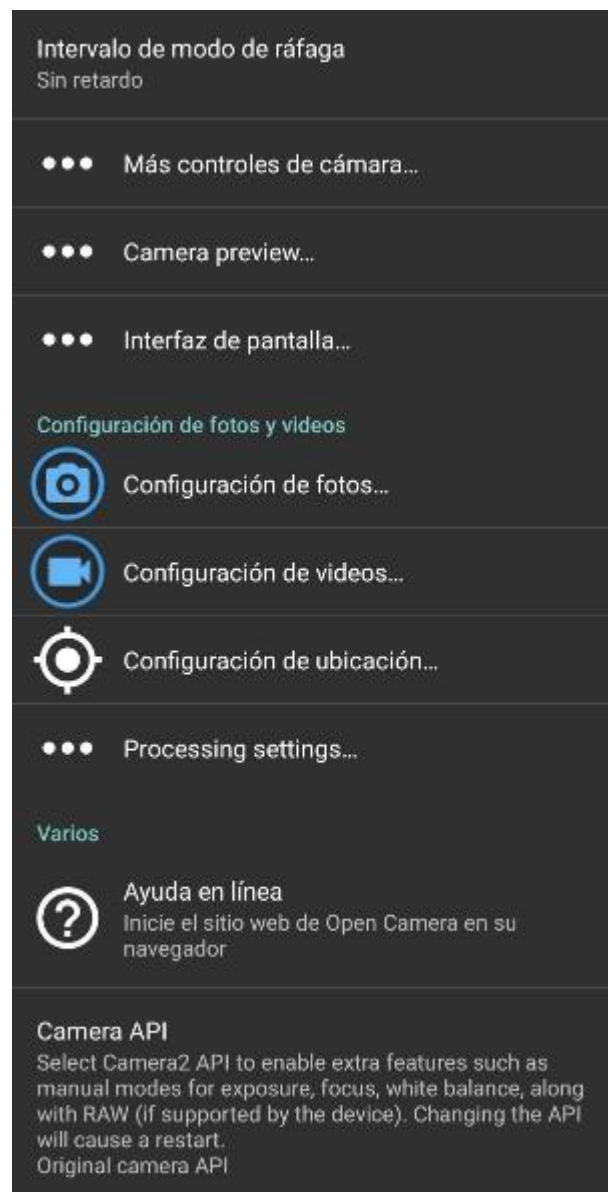 Intervalo de modo de ráfaga
Sin retardo
Más controles de cámara...
Camera preview...
Interfaz de pantalla...
Configuración de fotos y videos
Configuración de fotos...
Configuración de videos...
Configuración de ubicación...
Processing settings...
Varios
Ayuda en línea
Inicie el sitio web de Open Camera en su
navegador
Camera API
Select Camera2 API to enable extra features such as
manual modes for exposure, focus, white balance, along
with RAW (if supported by the device). Changing the API
will cause a restart.
Original camera API